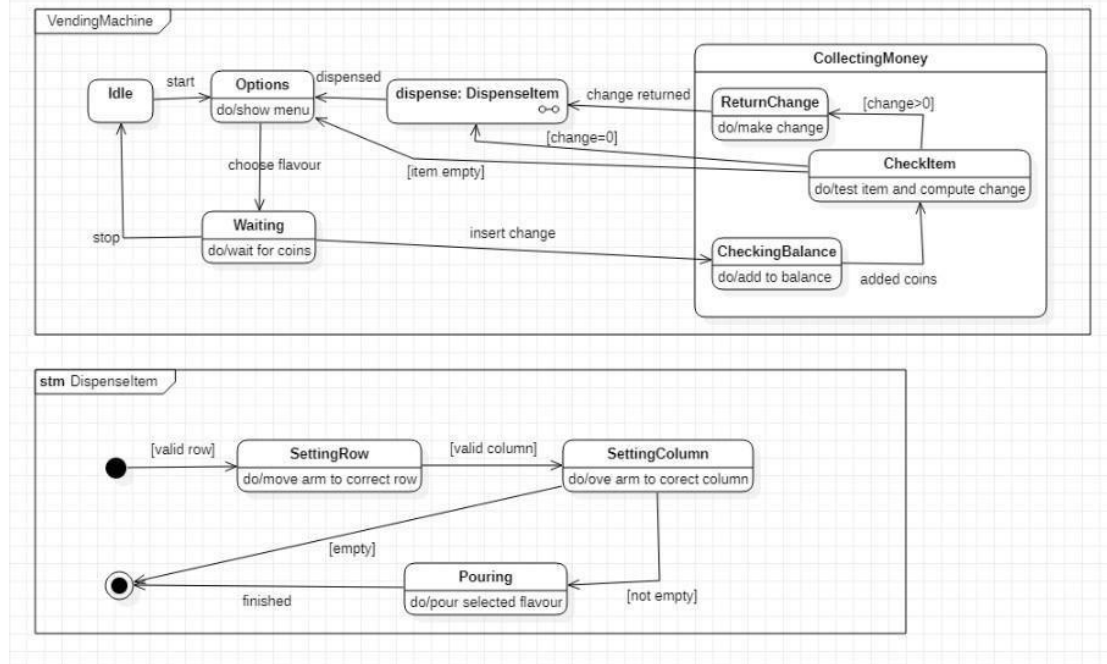 VendingMachine
CollectingMoney
Idle
start
Options
do/show menu
dispensed
dispense: DispenseItem
change returned
ReturnChange
do/make change
[change>0]
[change=0]
CheckItem
do/test item and compute change
[item empty]
choose flavour
Waiting
do/wait for coins
stop
insert change
CheckingBalance
do/add to balance
added coins
stm DispenseItem
[valid row]
SettingRow
do/move arm to correct row
[valid column]
SettingColumn
do/ove arm to corect column
[empty]
Pouring
do/pour selected flavour
finished
[not empty]